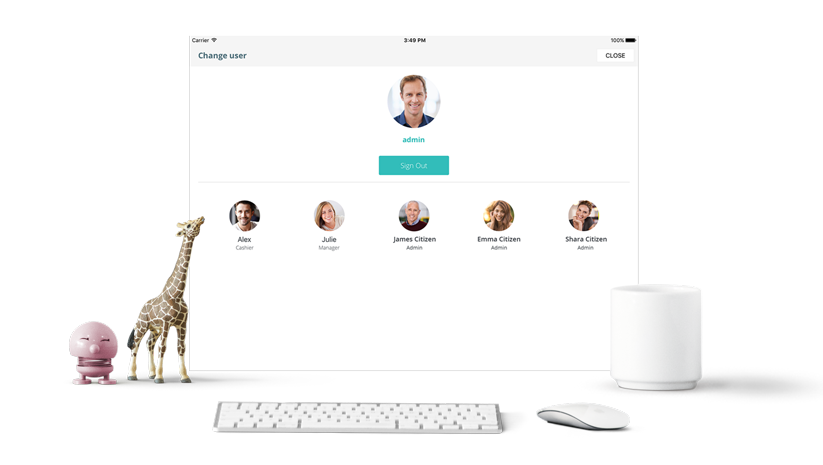 Carrier 3:49 PM 100%
Change user CLOSE
admin
Sign Out
Alex Julie James Citizen Emma Citizen Shara Citizen
Cashier Manager Admin Admin Admin